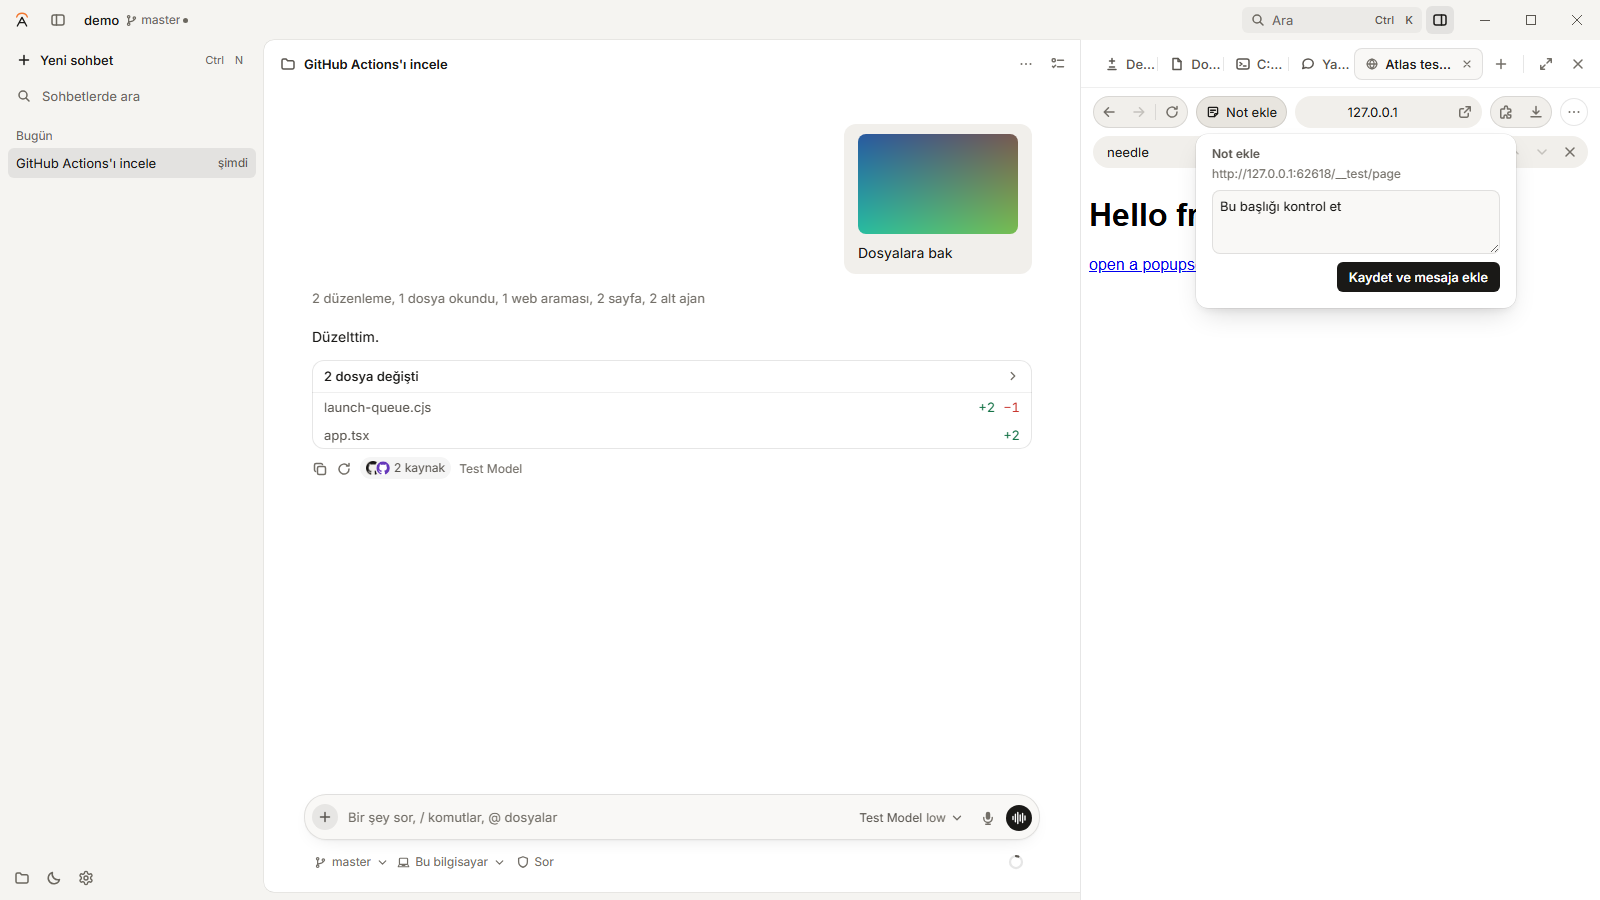 demo master
Ara Ctrl K
Yeni sohbet Ctrl N
Sohbetlerde ara
Bugün
GitHub Actions'ı incele şimdi
GitHub Actions'ı incele
Dosyalara bak
2 düzenleme, 1 dosya okundu, 1 web araması, 2 sayfa, 2 alt ajan
Düzelttim.
2 dosya değişti
launch-queue.cjs +2 −1
app.tsx +2
2 kaynak Test Model
Bir şey sor, / komutlar, @ dosyalar Test Model low
master Bu bilgisayar Sor
De... Do... C:... Ya... Atlas tes...
Not ekle 127.0.0.1
needle
Not ekle
http://127.0.0.1:62618/__test/page
Bu başlığı kontrol et
Kaydet ve mesaja ekle
Hello fr
open a popups